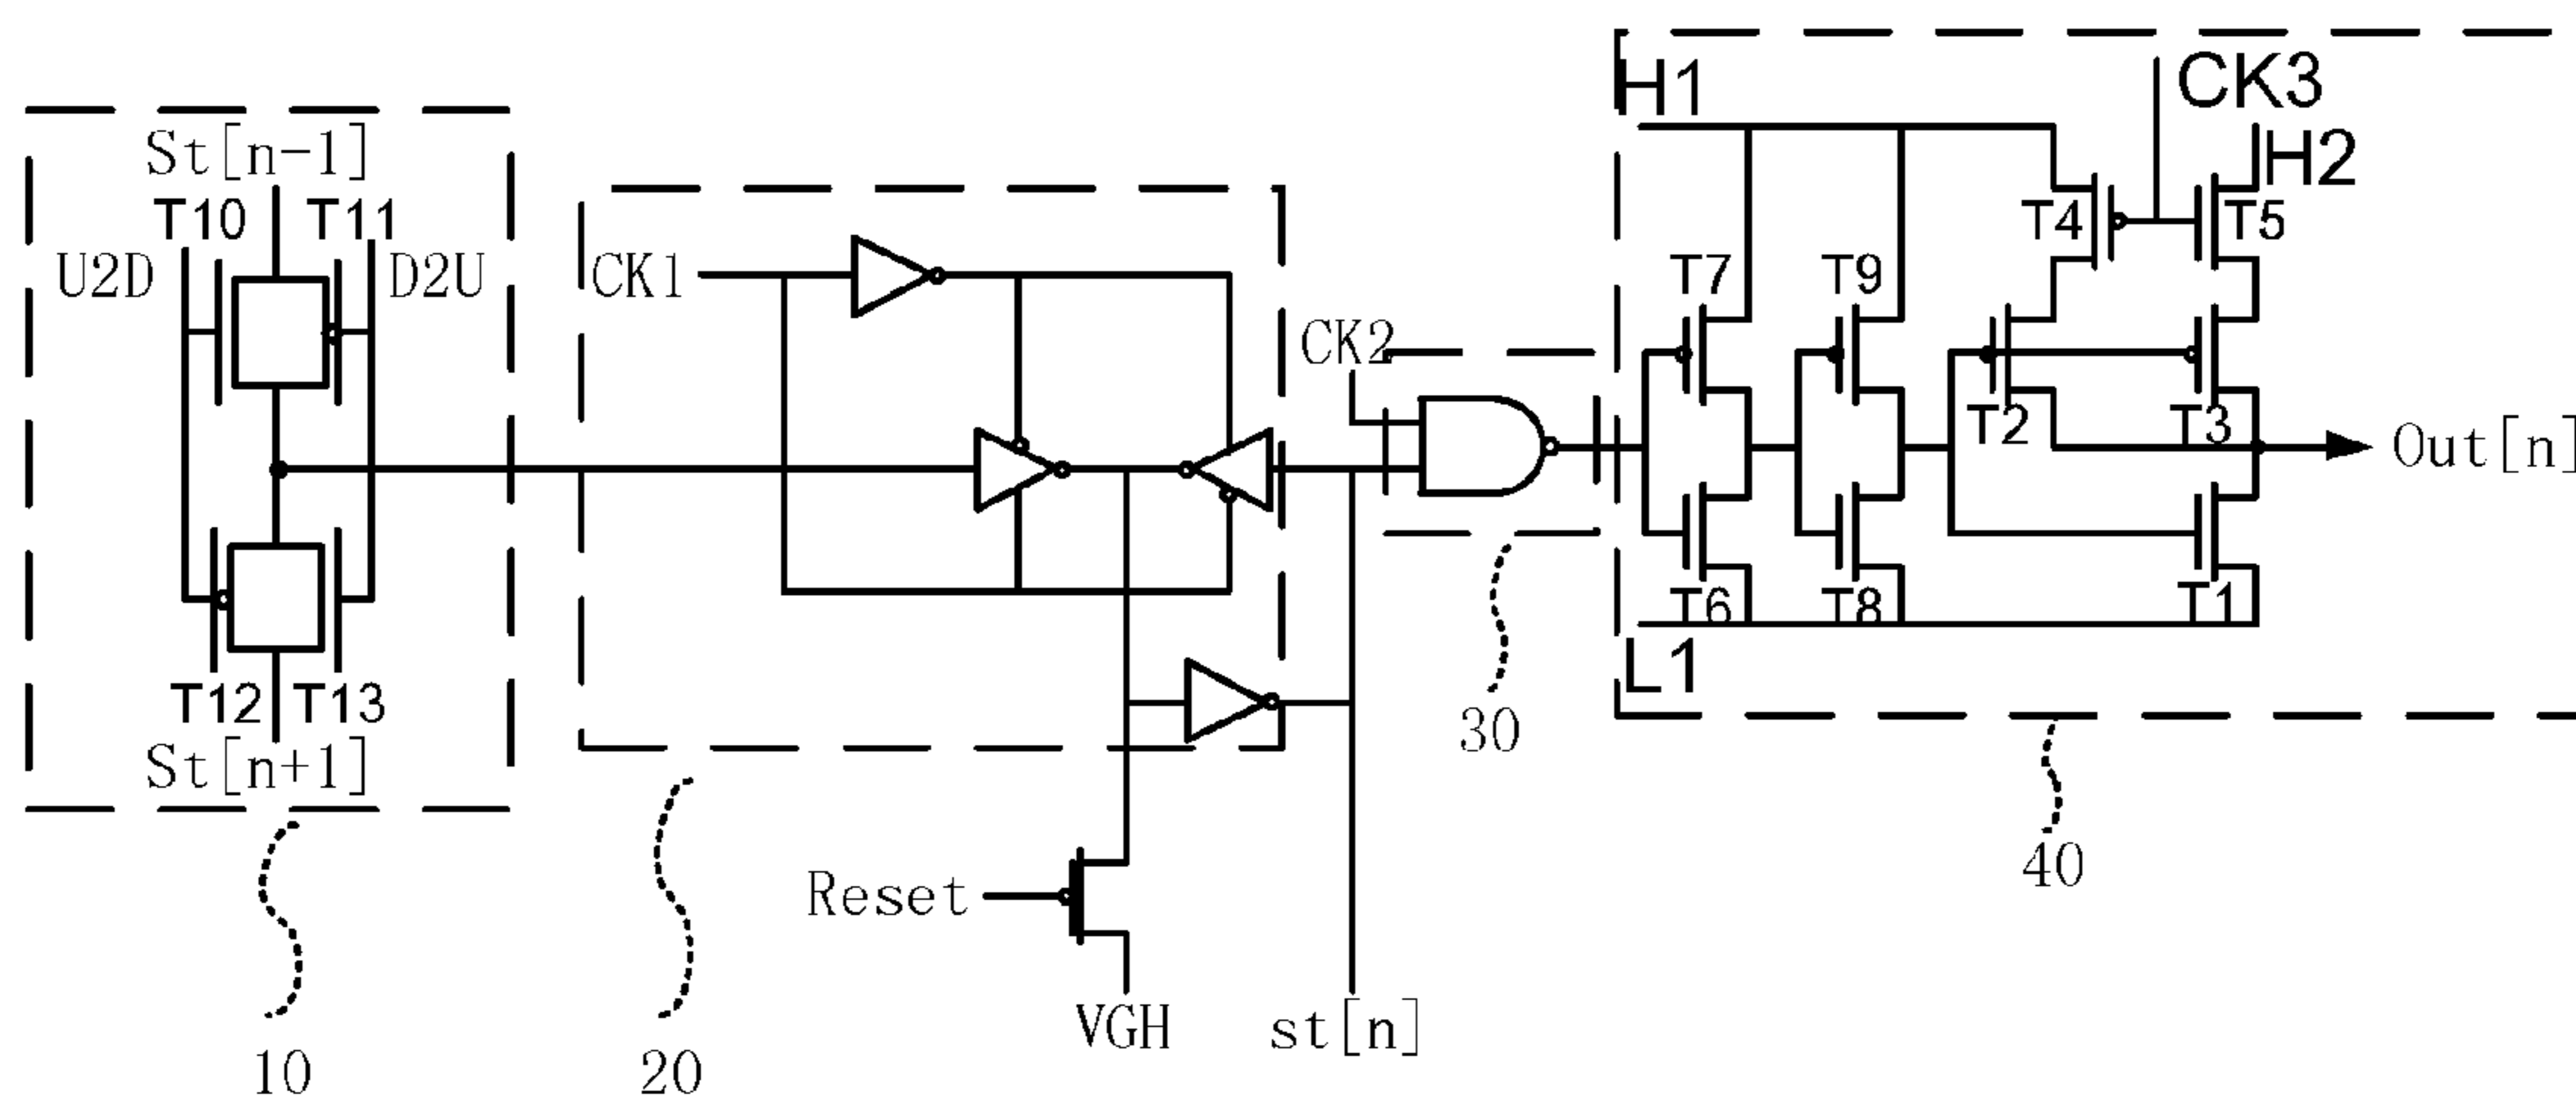 St[n-1]
T10
T11
U2D
D2U
T12
T13
St[n+1]
10
CK1
20
Reset
VGH
st[n]
CK2
30
H1
CK3
H2
T4
T5
T7
T9
T2
T3
Out[n]
T6
T8
T1
L1
40